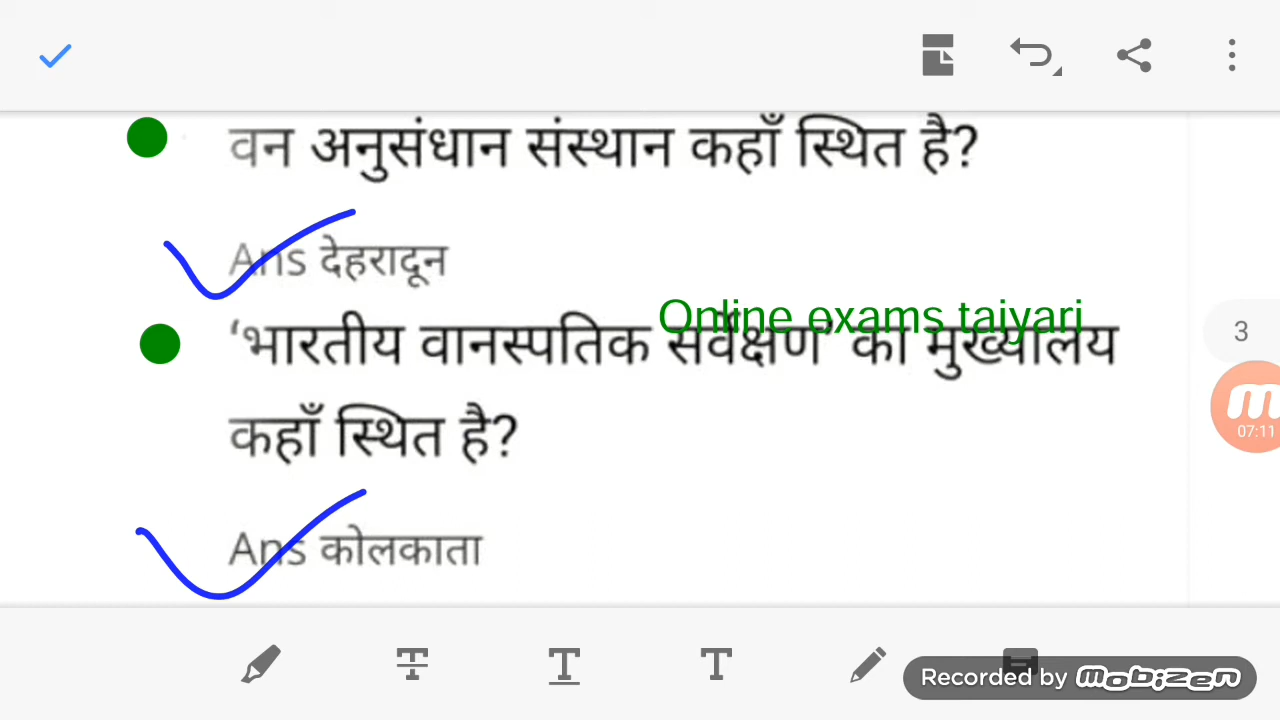 वन अनुसंधान संस्थान कहाँ स्थित है?
Ans देहरादून
Online exams taiyari
‘भारतीय वानस्पतिक सर्वेक्षण’ का मुख्यालय
कहाँ स्थित है?
Ans कोलकाता
3
07:11
T
T
T
Recorded by mobizen